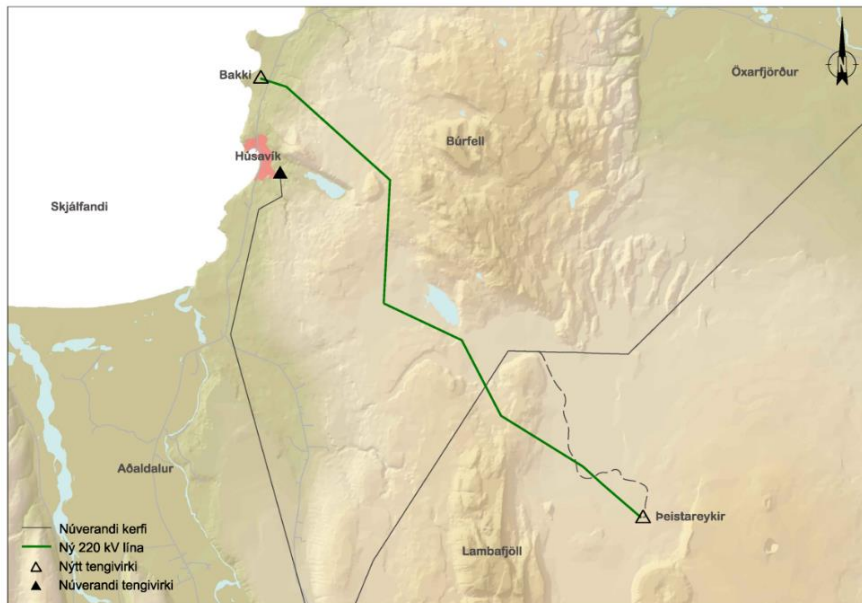 Bakki
Öxarfjörður
N
Búrfell
Húsavík
Skjálfandi
Aðaldalur
Þeistareykir
Lambafjöll
Núverandi kerfi
Ný 220 kV lína
Nýtt tengivirki
Núverandi tengivirki